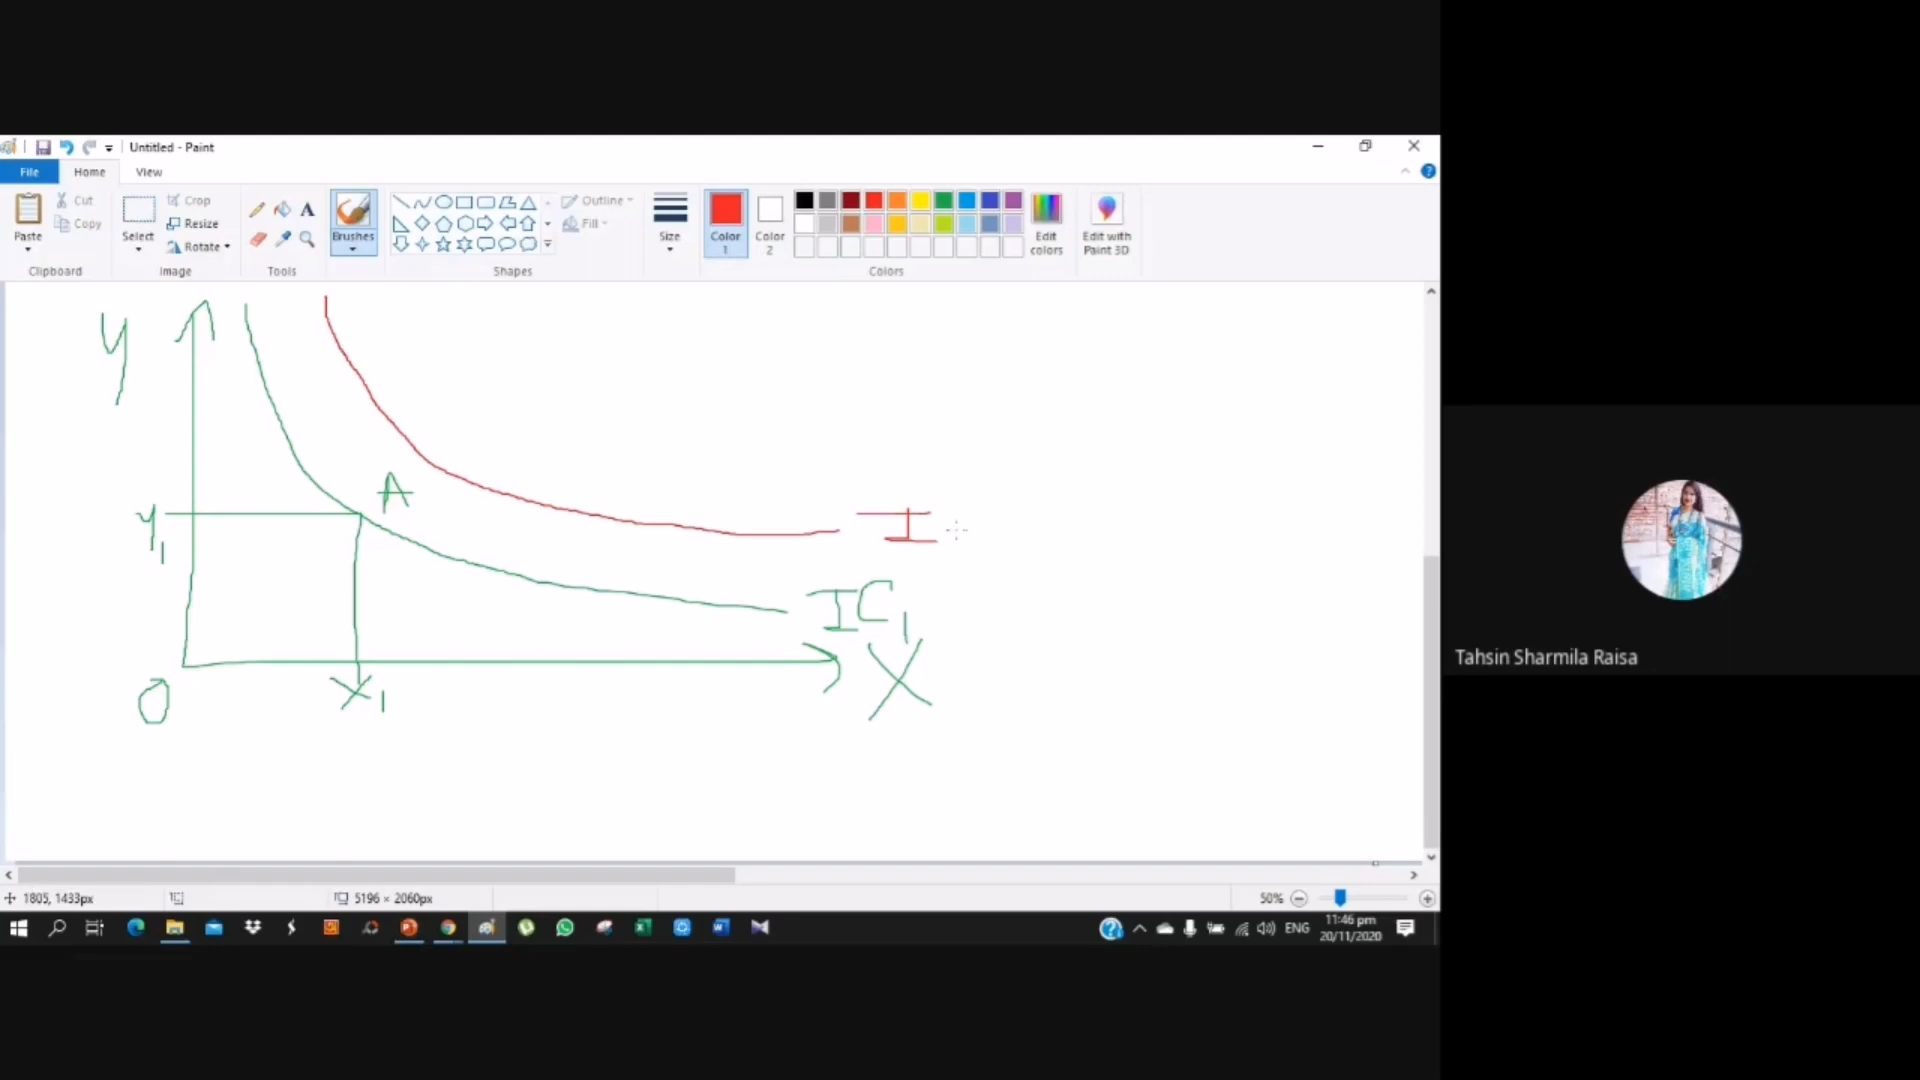 Untitled - Paint
File Home View
Paste Cut Copy Select Crop Resize Rotate Brushes Outline Fill Size Color 1 Color 2 Edit colors Edit with Paint 3D
Clipboard Image Tools Shapes Colors
Y
A
Y1
I
IC1
X
O
X1
Tahsin Sharmila Raisa
1805, 1433px 5196 × 2060px 50%
ENG 11:46 pm
20/11/2020